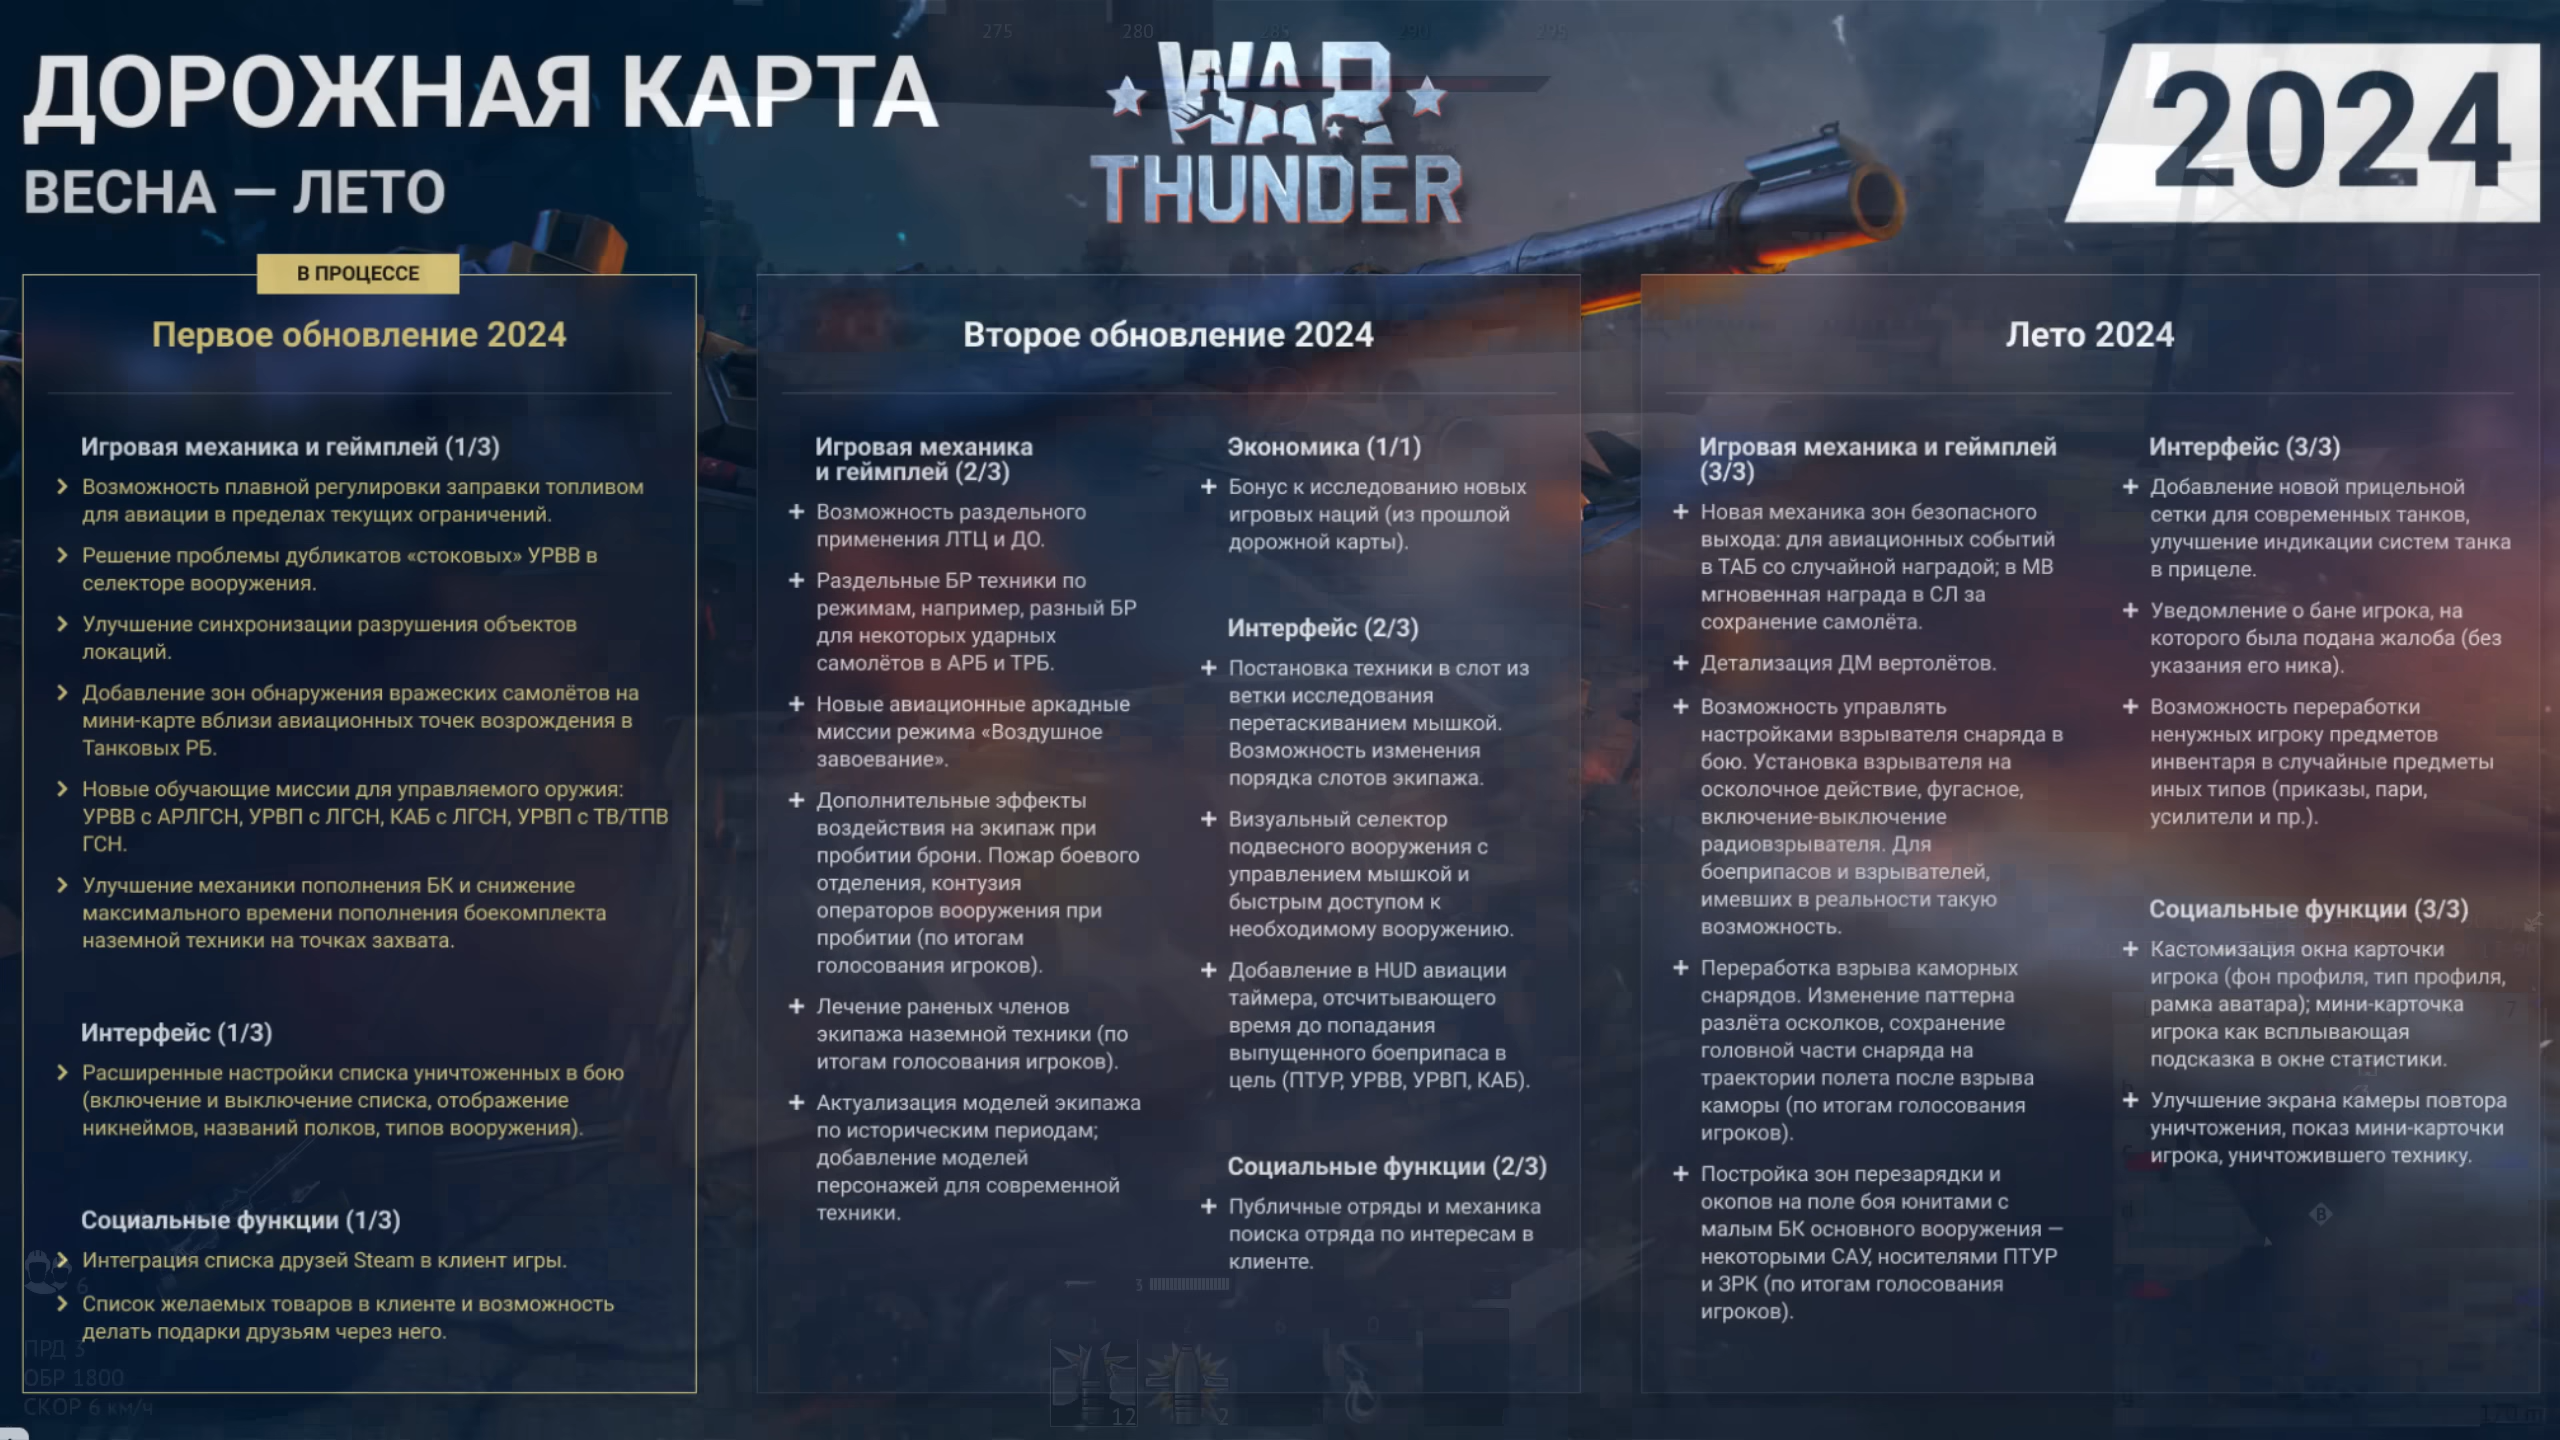 275 280 285 290 295
ДОРОЖНАЯ КАРТА
ВЕСНА — ЛЕТО
WAR
THUNDER
2024
В ПРОЦЕССЕ
Первое обновление 2024
Игровая механика и геймплей (1/3)
Возможность плавной регулировки заправки топливом
для авиации в пределах текущих ограничений.
Решение проблемы дубликатов «стоковых» УРВВ в
селекторе вооружения.
Улучшение синхронизации разрушения объектов
локаций.
Добавление зон обнаружения вражеских самолётов на
мини-карте вблизи авиационных точек возрождения в
Танковых РБ.
Новые обучающие миссии для управляемого оружия:
УРВВ с АРЛГСН, УРВП с ЛГСН, КАБ с ЛГСН, УРВП с ТВ/ТПВ
ГСН.
Улучшение механики пополнения БК и снижение
максимального времени пополнения боекомплекта
наземной техники на точках захвата.
Интерфейс (1/3)
Расширенные настройки списка уничтоженных в бою
(включение и выключение списка, отображение
никнеймов, названий полков, типов вооружения).
Социальные функции (1/3)
Интеграция списка друзей Steam в клиент игры.
Список желаемых товаров в клиенте и возможность
делать подарки друзьям через него.
6
ПРД 3
ОБР 1800
СКОР 6 км/ч
Второе обновление 2024
Игровая механика
и геймплей (2/3)
+ Возможность раздельного
применения ЛТЦ и ДО.
+ Раздельные БР техники по
режимам, например, разный БР
для некоторых ударных
самолётов в АРБ и ТРБ.
+ Новые авиационные аркадные
миссии режима «Воздушное
завоевание».
+ Дополнительные эффекты
воздействия на экипаж при
пробитии брони. Пожар боевого
отделения, контузия
операторов вооружения при
пробитии (по итогам
голосования игроков).
+ Лечение раненых членов
экипажа наземной техники (по
итогам голосования игроков).
+ Актуализация моделей экипажа
по историческим периодам;
добавление моделей
персонажей для современной
техники.
Экономика (1/1)
+ Бонус к исследованию новых
игровых наций (из прошлой
дорожной карты).
Интерфейс (2/3)
+ Постановка техники в слот из
ветки исследования
перетаскиванием мышкой.
Возможность изменения
порядка слотов экипажа.
+ Визуальный селектор
подвесного вооружения с
управлением мышкой и
быстрым доступом к
необходимому вооружению.
+ Добавление в HUD авиации
таймера, отсчитывающего
время до попадания
выпущенного боеприпаса в
цель (ПТУР, УРВВ, УРВП, КАБ).
Социальные функции (2/3)
+ Публичные отряды и механика
поиска отряда по интересам в
клиенте.
3
1 2 6 0
12 2
Лето 2024
Игровая механика и геймплей
(3/3)
+ Новая механика зон безопасного
выхода: для авиационных событий
в ТАБ со случайной наградой; в МВ
мгновенная награда в СЛ за
сохранение самолёта.
+ Детализация ДМ вертолётов.
+ Возможность управлять
настройками взрывателя снаряда в
бою. Установка взрывателя на
осколочное действие, фугасное,
включение-выключение
радиовзрывателя. Для
боеприпасов и взрывателей,
имевших в реальности такую
возможность.
+ Переработка взрыва каморных
снарядов. Изменение паттерна
разлёта осколков, сохранение
головной части снаряда на
траектории полета после взрыва
каморы (по итогам голосования
игроков).
+ Постройка зон перезарядки и
окопов на поле боя юнитами с
малым БК основного вооружения —
некоторыми САУ, носителями ПТУР
и ЗРК (по итогам голосования
игроков).
Интерфейс (3/3)
+ Добавление новой прицельной
сетки для современных танков,
улучшение индикации систем танка
в прицеле.
+ Уведомление о бане игрока, на
которого была подана жалоба (без
указания его ника).
+ Возможность переработки
ненужных игроку предметов
инвентаря в случайные предметы
иных типов (приказы, пари,
усилители и пр.).
Социальные функции (3/3)
+ Кастомизация окна карточки
игрока (фон профиля, тип профиля,
рамка аватара); мини-карточка
игрока как всплывающая
подсказка в окне статистики.
+ Улучшение экрана камеры повтора
уничтожения, показ мини-карточки
игрока, уничтожившего технику.
7
B